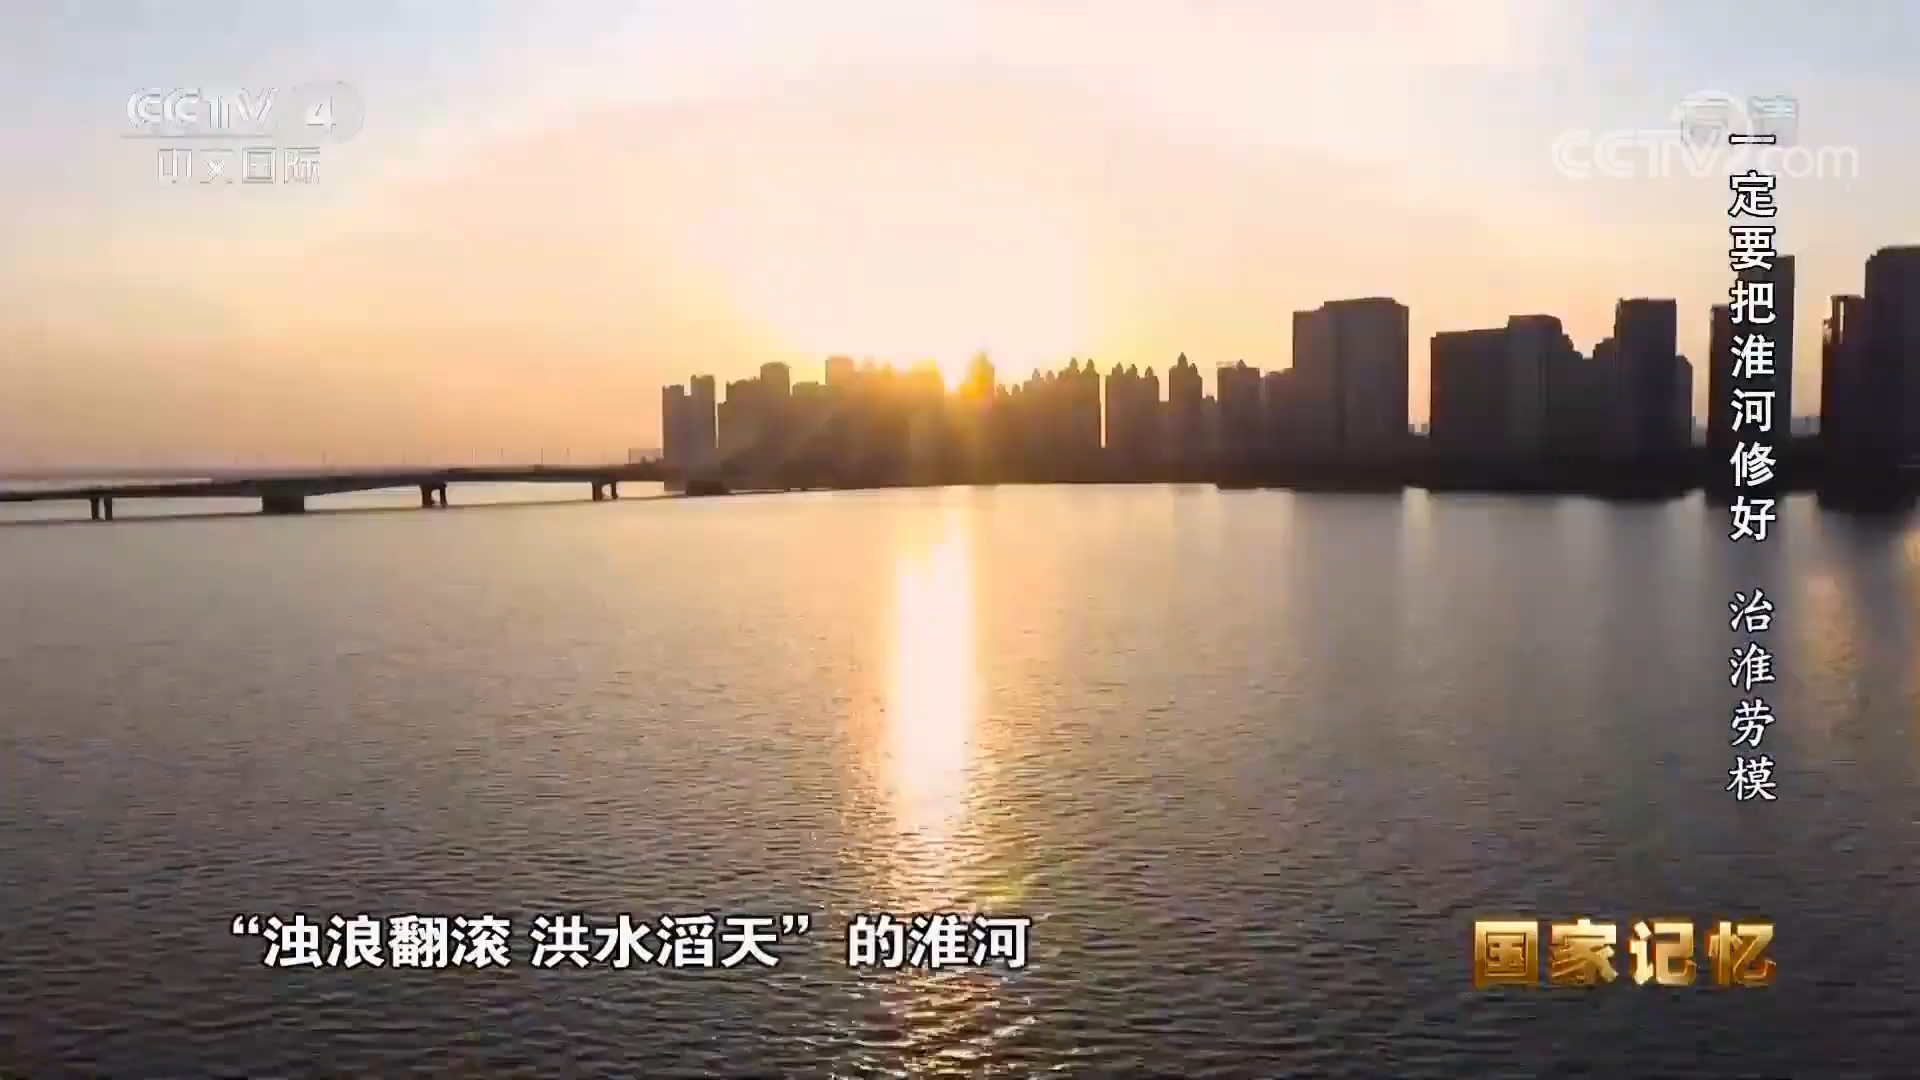 CCTV 4
中文国际
高清
CCTV.com
一定要把淮河修好 治淮劳模
“浊浪翻滚 洪水滔天”的淮河
国家记忆